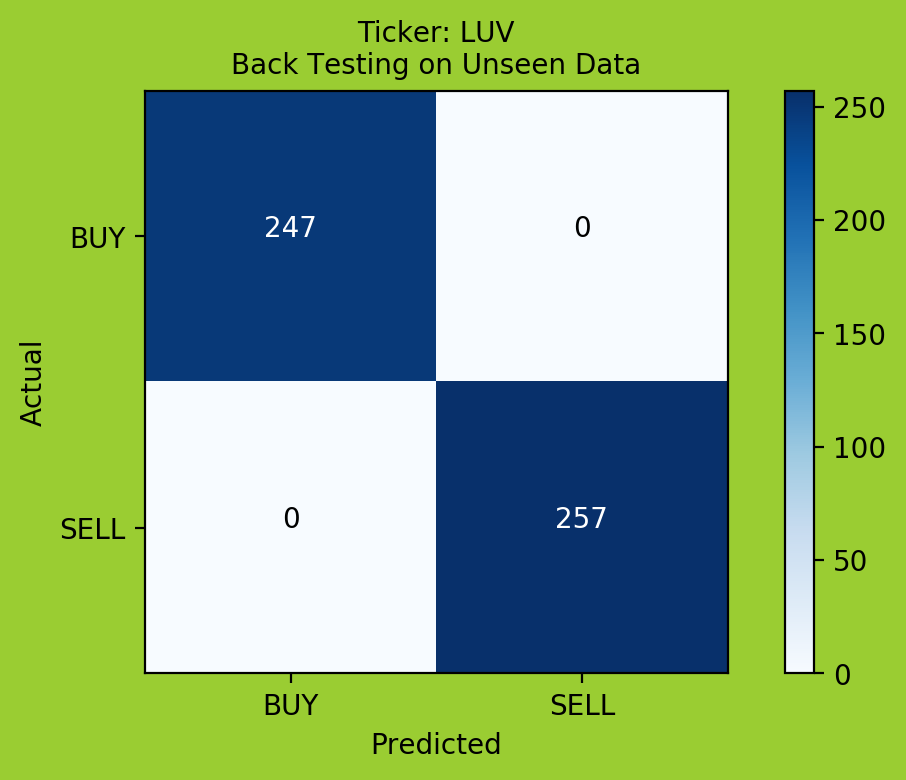 Ticker: LUV
Back Testing on Unseen Data
BUY
247
0
SELL
0
257
BUY
SELL
Predicted
Actual
250
200
150
100
50
0